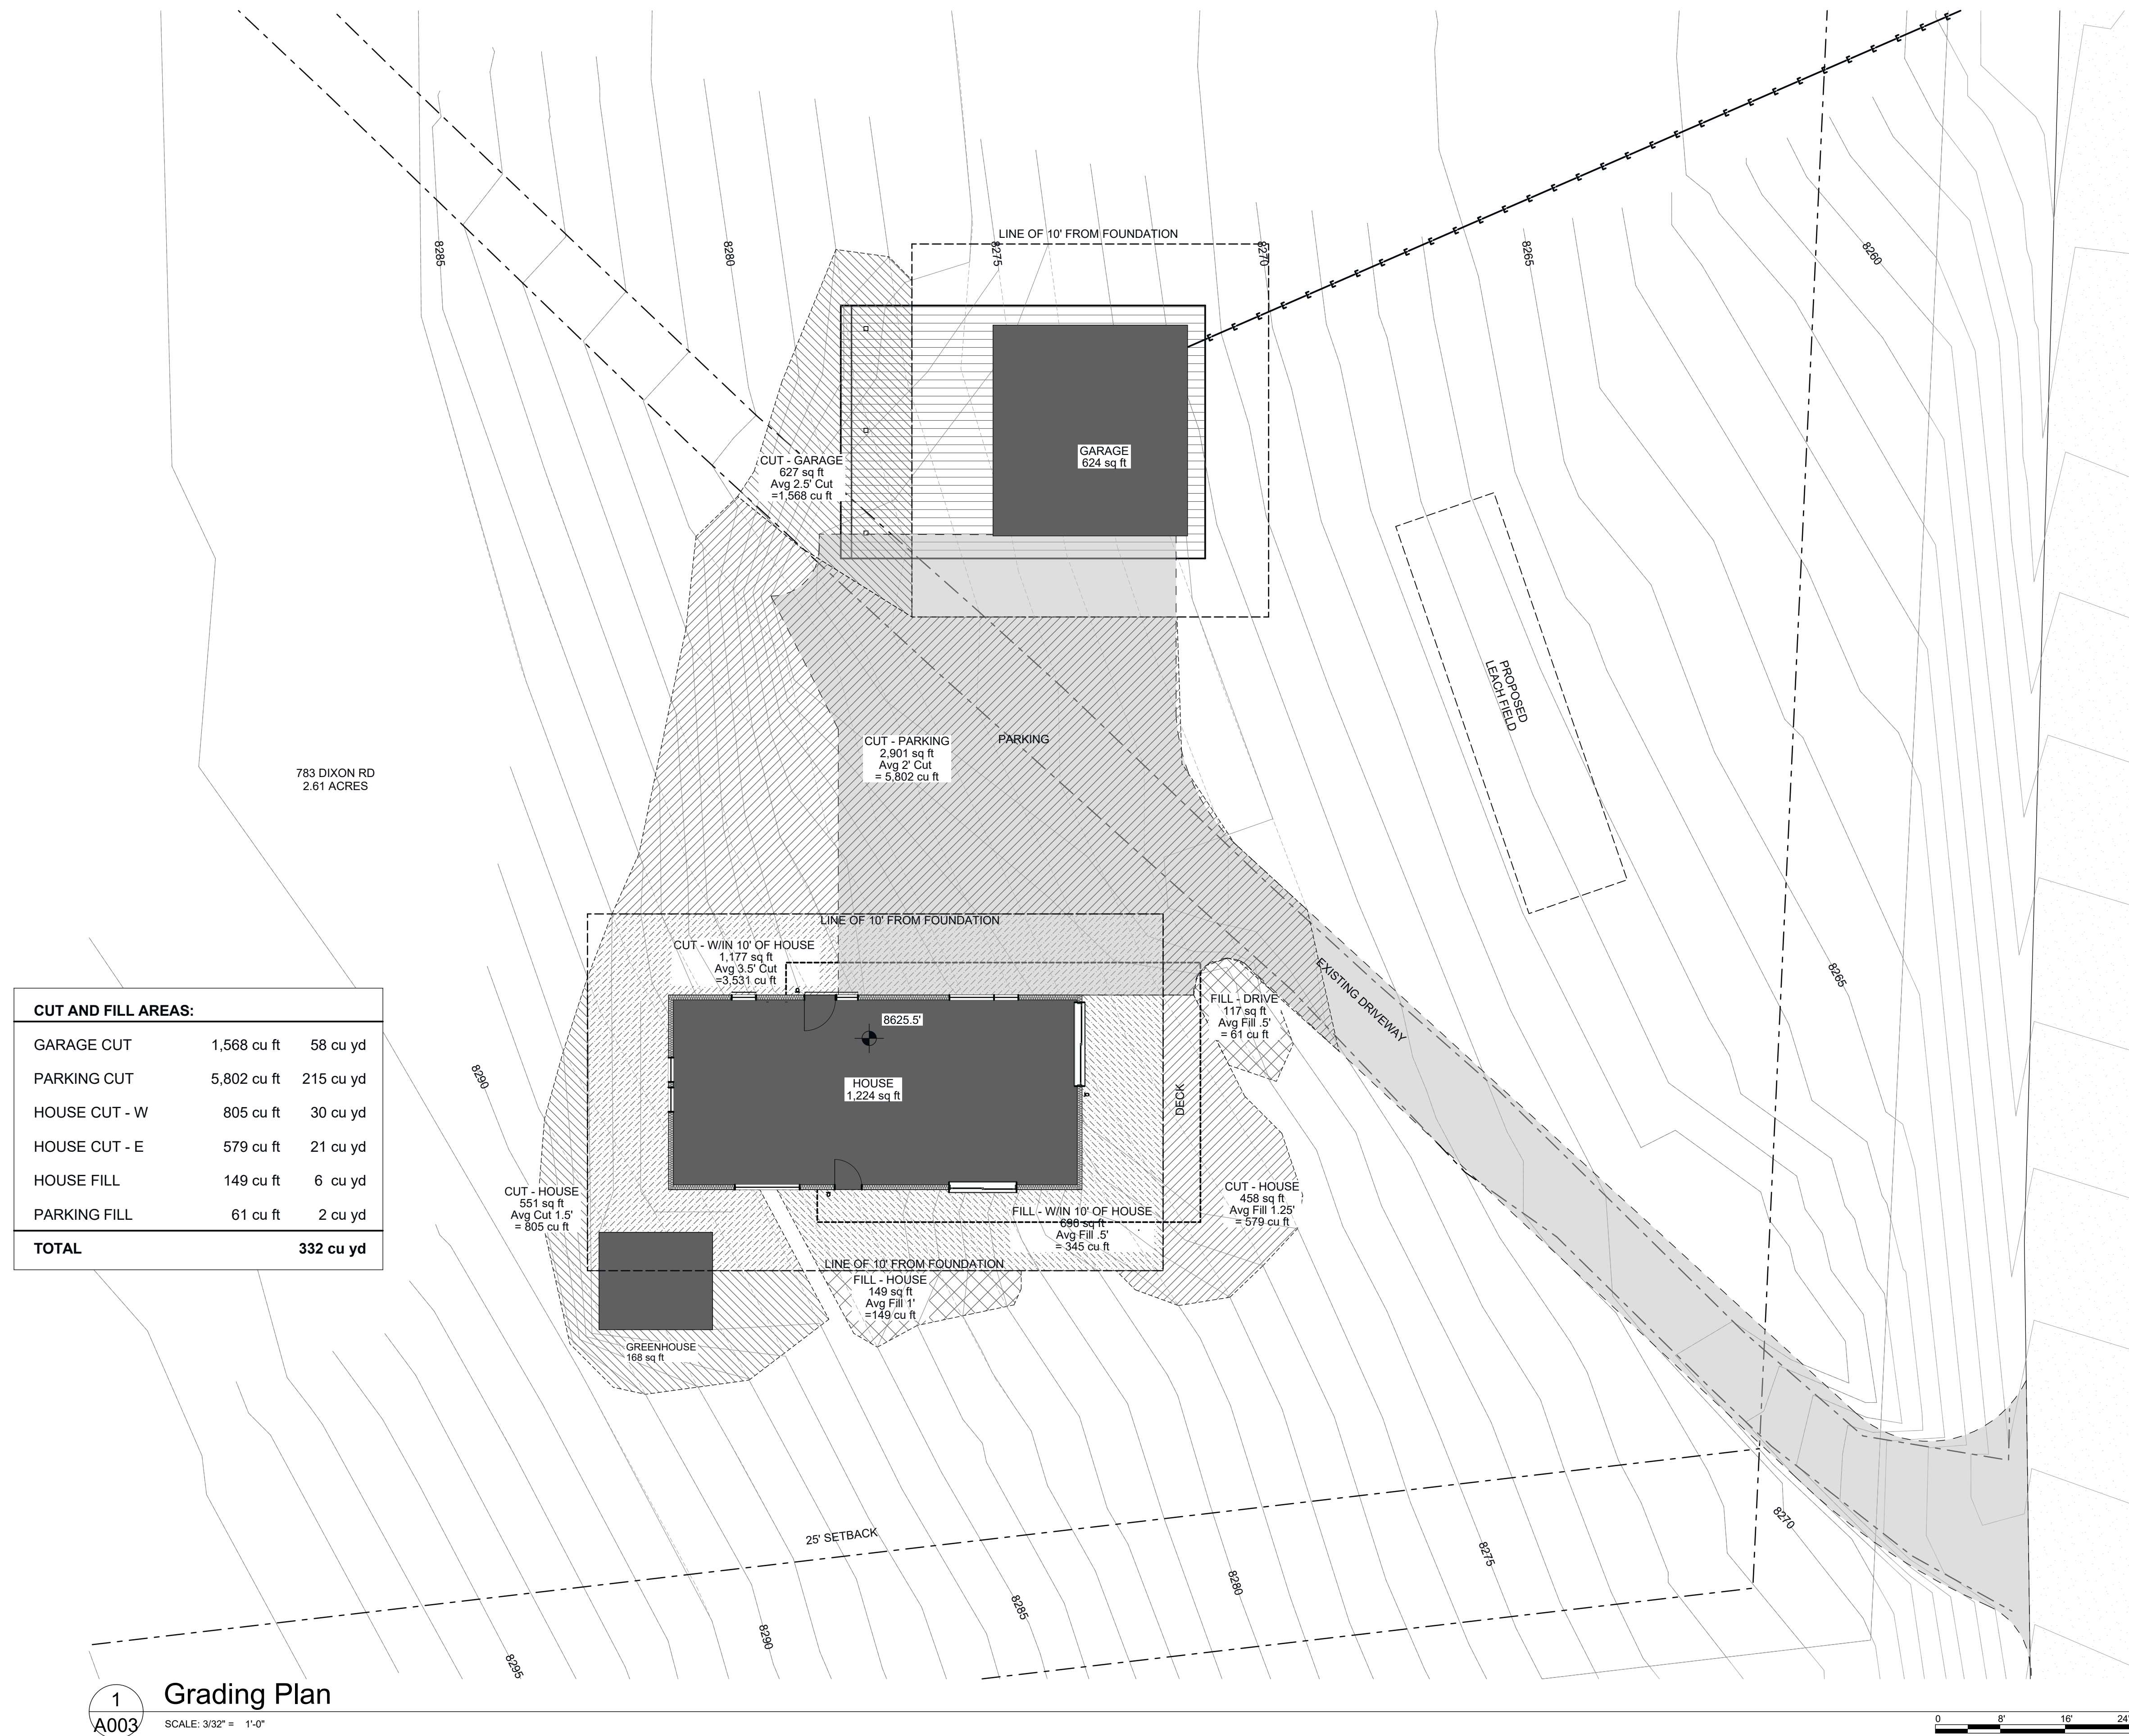 LINE OF 10' FROM FOUNDATION
8285
8280
8275
8270
8265
8260
GARAGE
624 sq ft
CUT - GARAGE
627 sq ft
Avg 2.5' Cut
=1,568 cu ft
PROPOSED
LEACH FIELD
CUT - PARKING
2,901 sq ft
Avg 2' Cut
= 5,802 cu ft
PARKING
783 DIXON RD
2.61 ACRES
LINE OF 10' FROM FOUNDATION
CUT - W/IN 10' OF HOUSE
1,177 sq ft
Avg 3.5' Cut
=3,531 cu ft
EXISTING DRIVEWAY
8265
FILL - DRIVE
117 sq ft
Avg Fill .5'
= 61 cu ft
8625.5'
HOUSE
1,224 sq ft
DECK
8290
CUT AND FILL AREAS:
GARAGE CUT 1,568 cu ft 58 cu yd
PARKING CUT 5,802 cu ft 215 cu yd
HOUSE CUT - W 805 cu ft 30 cu yd
HOUSE CUT - E 579 cu ft 21 cu yd
HOUSE FILL 149 cu ft 6 cu yd
PARKING FILL 61 cu ft 2 cu yd
TOTAL 332 cu yd
CUT - HOUSE
551 sq ft
Avg Cut 1.5'
= 805 cu ft
CUT - HOUSE
458 sq ft
Avg Fill 1.25'
= 579 cu ft
FILL - W/IN 10' OF HOUSE
690 sq ft
Avg Fill .5'
= 345 cu ft
LINE OF 10' FROM FOUNDATION
FILL - HOUSE
149 sq ft
Avg Fill 1'
=149 cu ft
GREENHOUSE
168 sq ft
25' SETBACK
8270
8275
8280
8285
8290
8295
1
A003
Grading Plan
SCALE: 3/32" = 1'-0"
0 8' 16' 24'